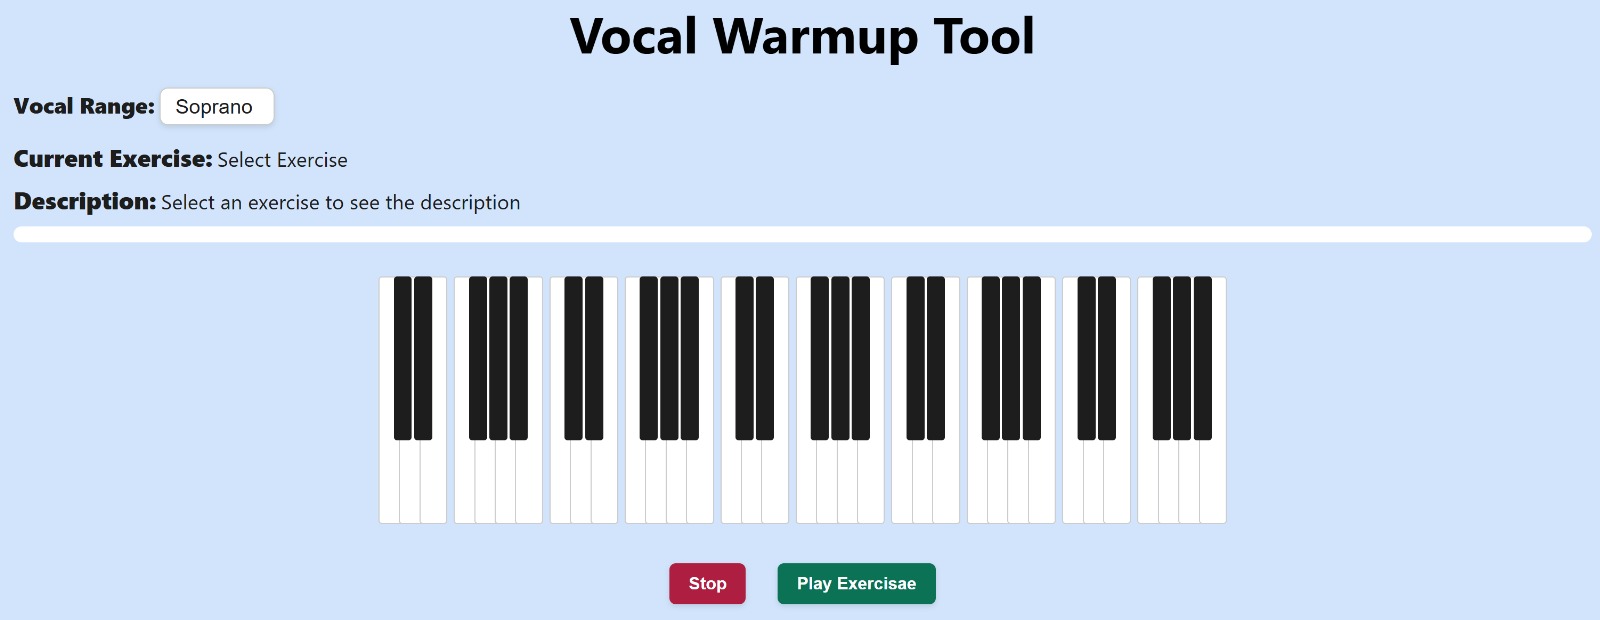 Vocal Warmup Tool
Vocal Range: Soprano
Current Exercise: Select Exercise
Description: Select an exercise to see the description
Stop
Play Exercisae